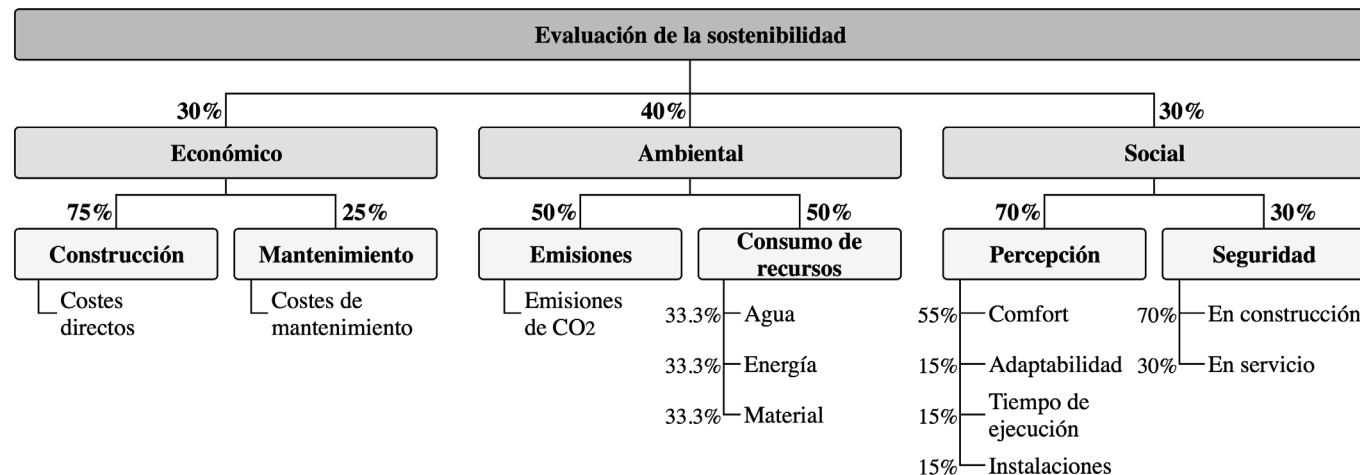 Evaluación de la sostenibilidad
30% 40% 30%
Económico Ambiental Social
75% 25% 50% 50% 70% 30%
Construcción Mantenimiento Emisiones Consumo de recursos Percepción Seguridad
Costes
directos
Costes de
mantenimiento
Emisiones
de CO2
33.3% Agua
33.3% Energía
33.3% Material
55% Comfort
15% Adaptabilidad
15% Tiempo de
ejecución
15% Instalaciones
70% En construcción
30% En servicio